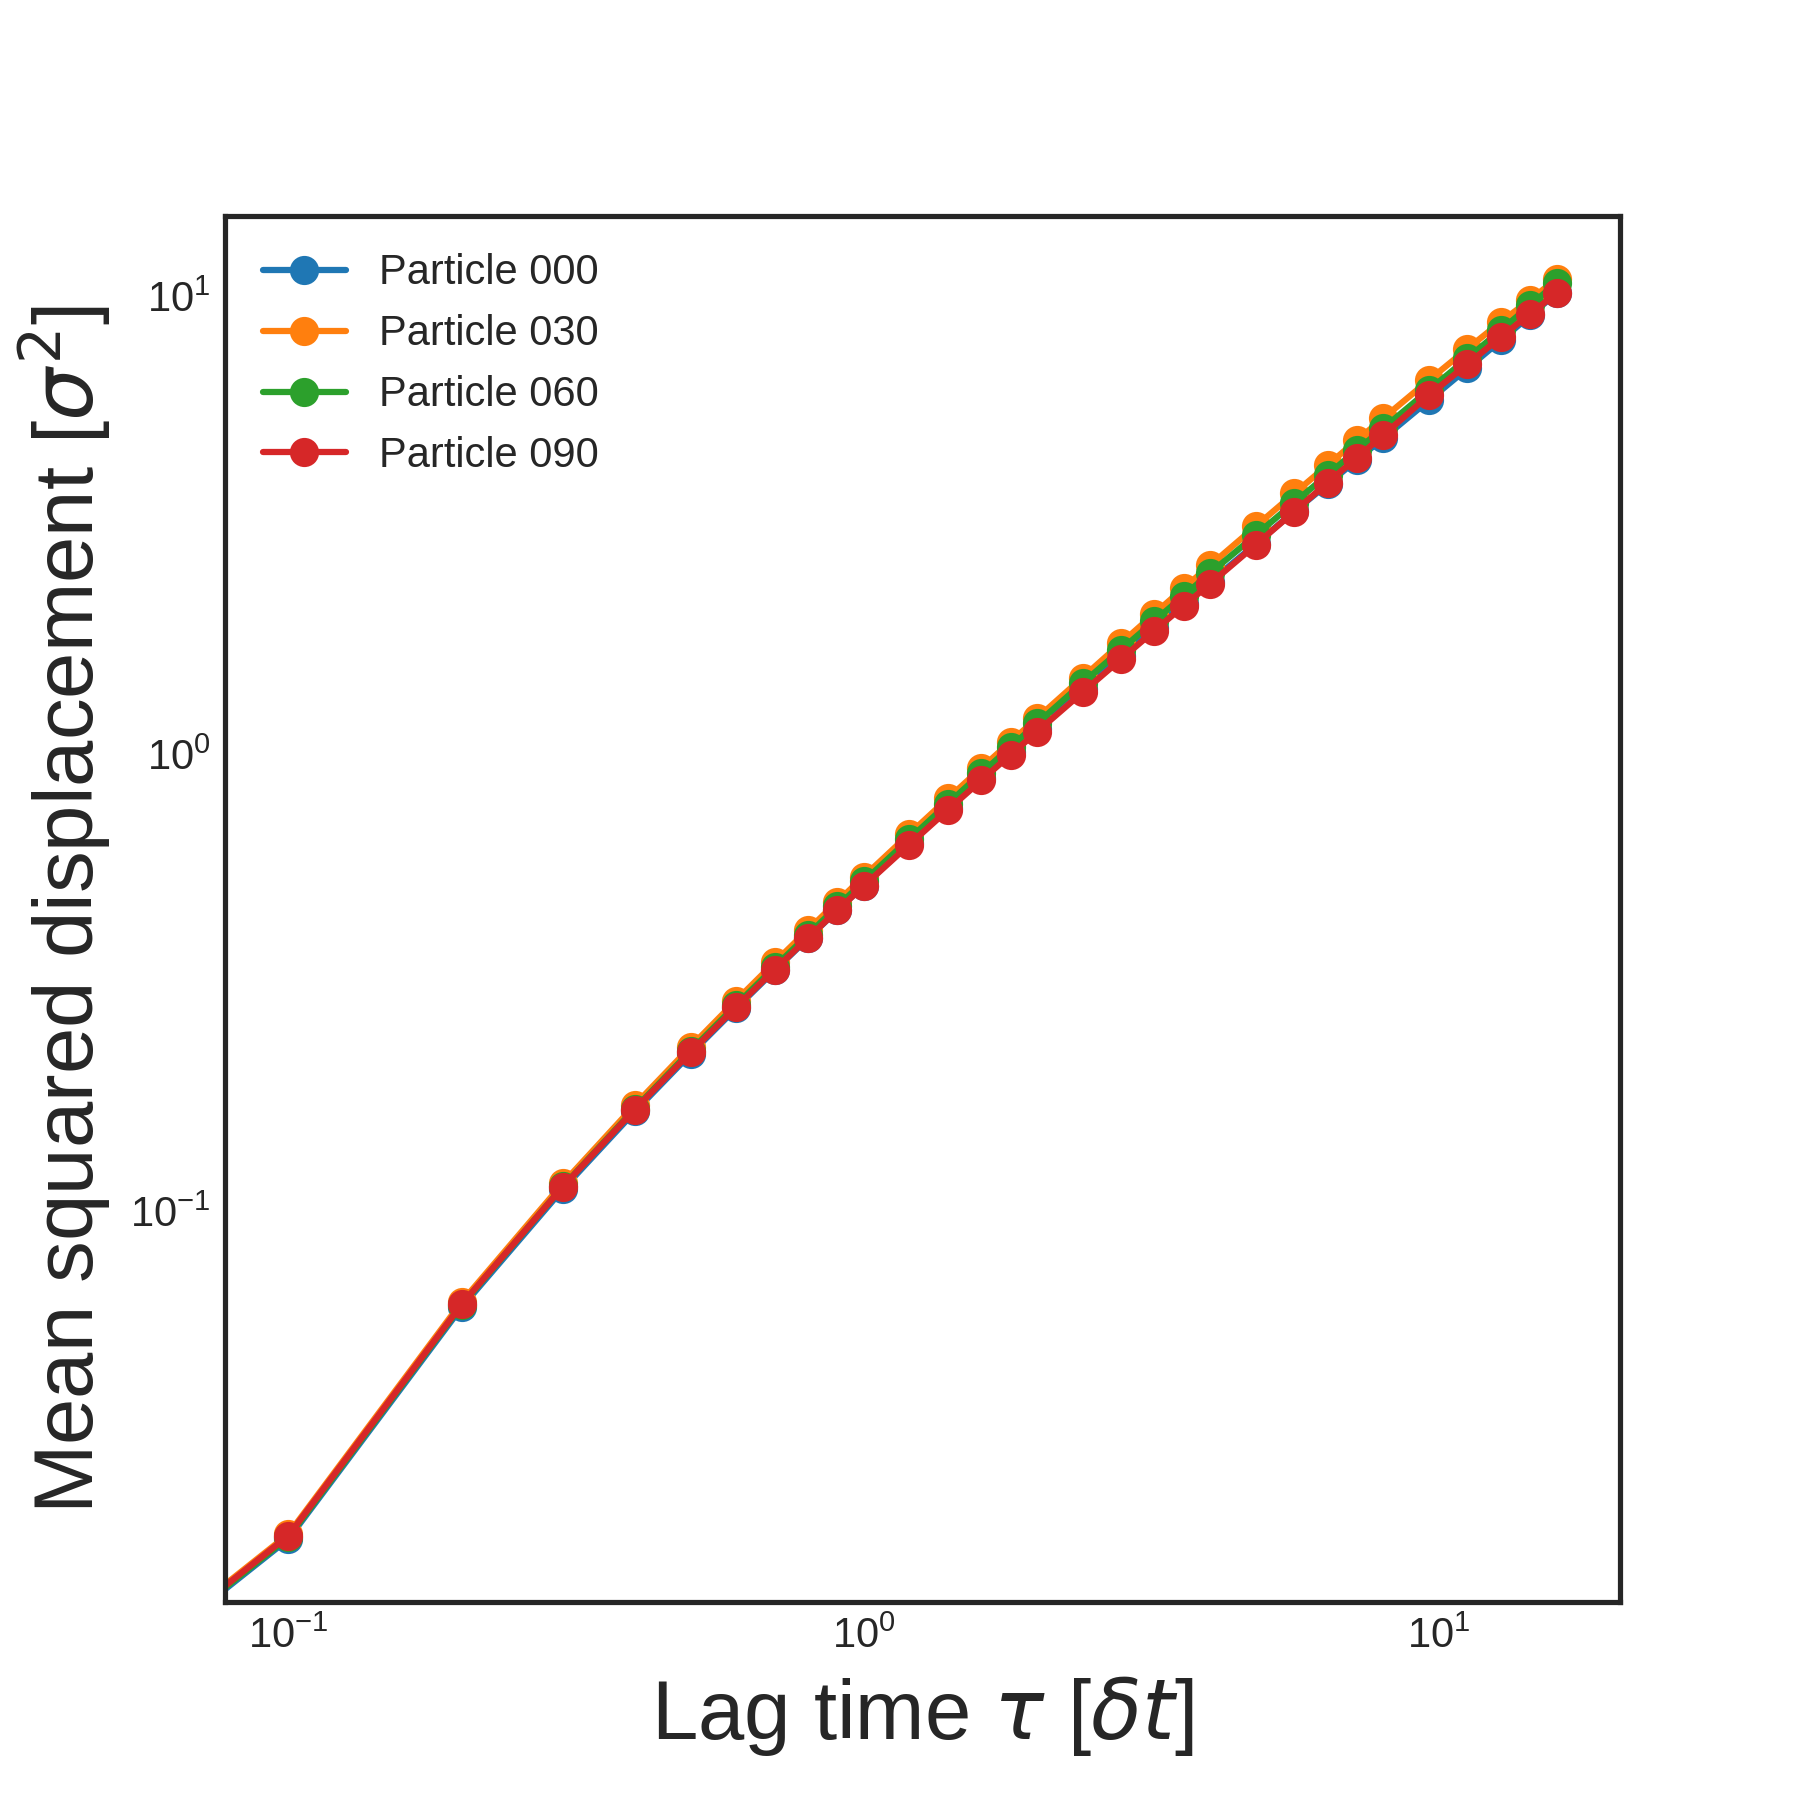 Particle 000
Particle 030
Particle 060
Particle 090
10¹
10⁰
10⁻¹
Mean squared displacement [σ²]
10⁻¹
10⁰
10¹
Lag time τ [δt]